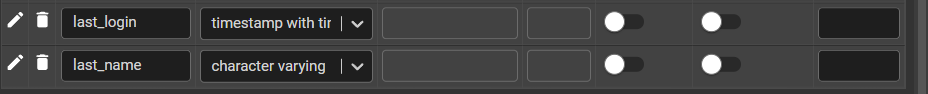 last_login timestamp with tir
last_name character varying